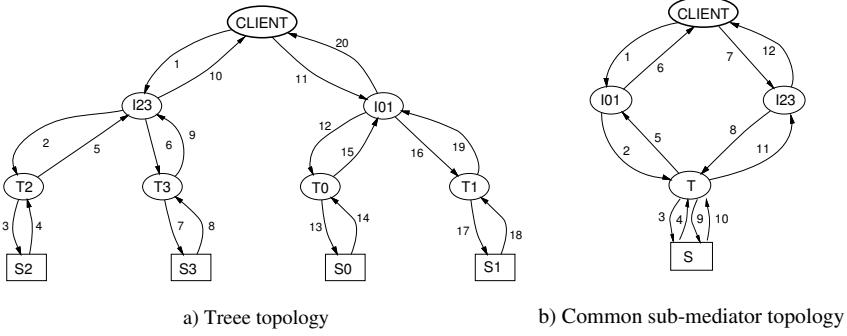 CLIENT
1
10
11
20
I23
I01
2
5
6
9
12
15
16
19
T2
T3
T0
T1
3
4
7
8
13
14
17
18
S2
S3
S0
S1
a) Treee topology
CLIENT
1
6
7
12
I01
I23
2
5
8
11
T
3
4
9
10
S
b) Common sub-mediator topology